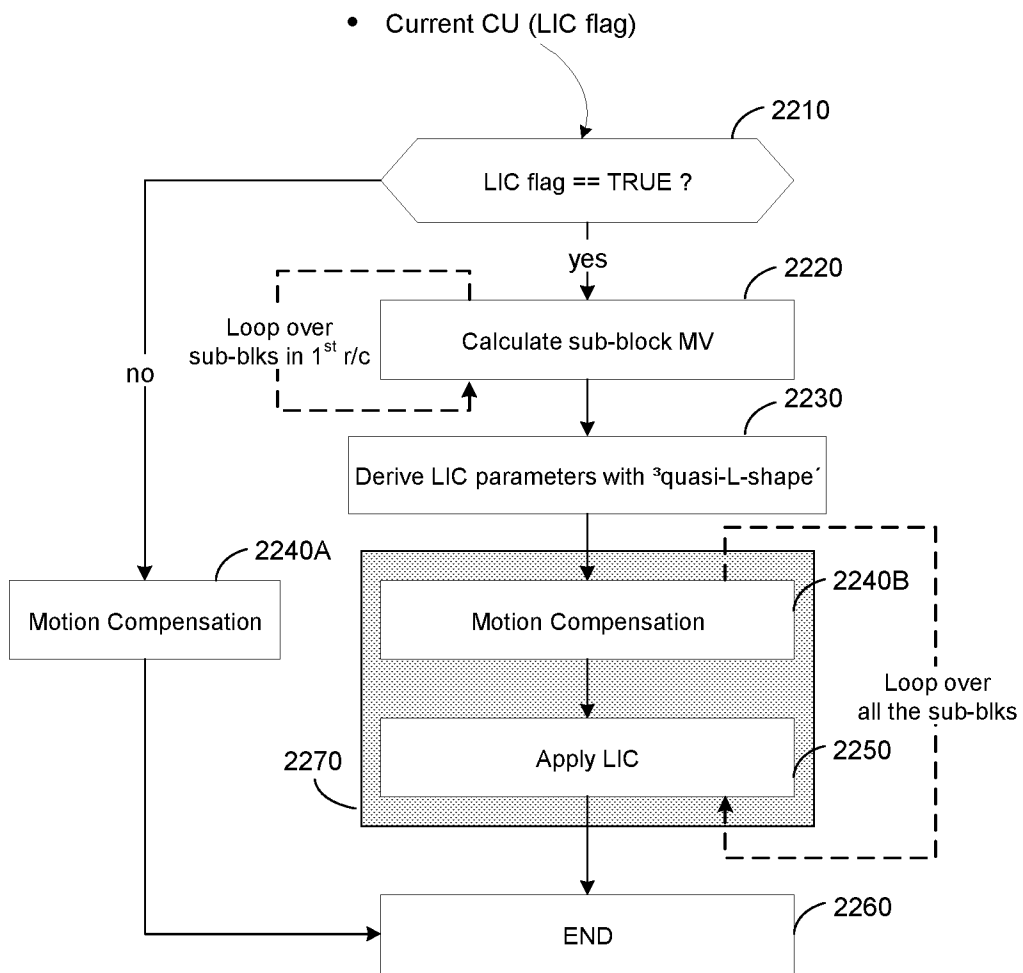 • Current CU (LIC flag)
2210
LIC flag == TRUE ?
yes
2220
Calculate sub-block MV
Loop over
sub-blks in 1st r/c
no
2230
Derive LIC parameters with ³quasi-L-shape´
2240A
Motion Compensation
2240B
Motion Compensation
Loop over
all the sub-blks
2250
Apply LIC
2270
2260
END